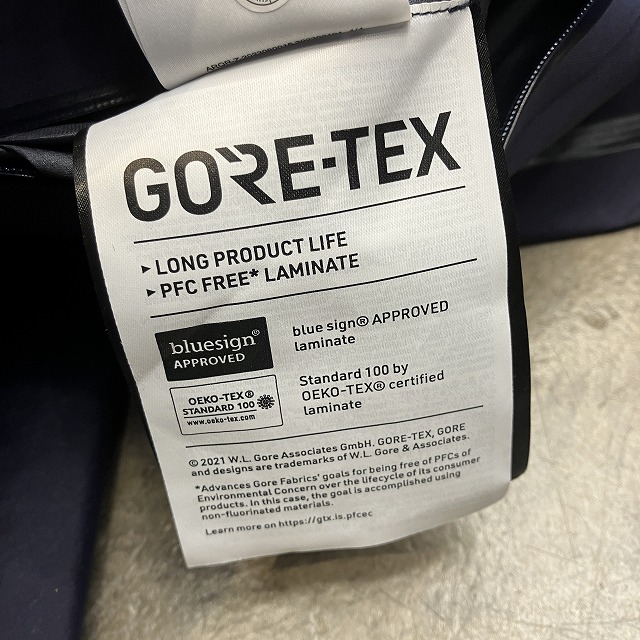 GORE-TEX
▸ LONG PRODUCT LIFE
▸ PFC FREE* LAMINATE
bluesign®
APPROVED
blue sign® APPROVED
laminate
OEKO-TEX®
STANDARD 100
www.oeko-tex.com
Standard 100 by
OEKO-TEX® certified
laminate
© 2021 W.L. Gore Associates GmbH. GORE-TEX, GORE
and designs are trademarks of W.L. Gore & Associates.
*Advances Gore Fabrics' goals for being free of PFCs of
Environmental Concern over the lifecycle of its consumer
products. In this case, the goal is accomplished using
non-fluorinated materials.
Learn more on https://gtx.is.pfcec